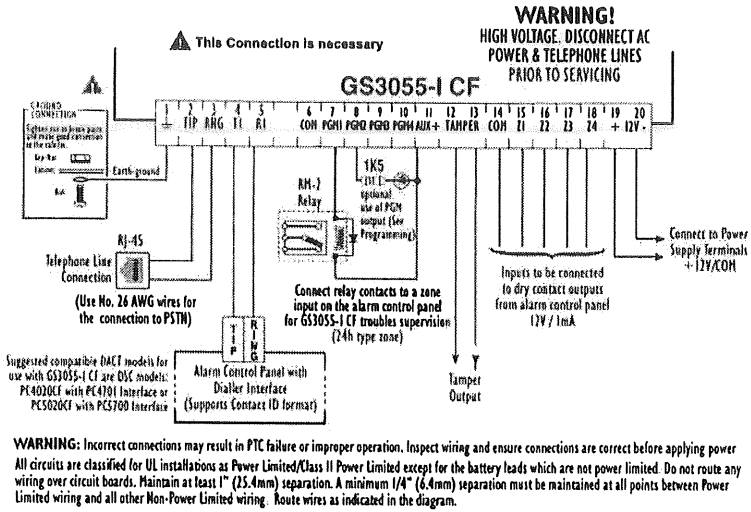 WARNING!
HIGH VOLTAGE. DISCONNECT AC
POWER & TELEPHONE LINES
PRIOR TO SERVICING
This Connection is necessary
GS3055-I CF
1 2 3 4 5 6 7 8 9 10 11 12 13 14 15 16 17 18 19 20
TIP RNG T1 R1 COM PGM1 PGM2 PGM3 PGM4 AUX+ TAMPER COM Z1 Z2 Z3 Z4 + 12V -
GROUND
CONNECTION
Cabinet
Nut
Earth-ground
RJ-45
Telephone Line
Connection
(Use No. 26 AWG wires for
the connection to PSTN)
RM-2
Relay
1K5
optional
use of PGM
output (See
Programming)
Connect relay contacts to a zone
input on the alarm control panel
for GS3055-I CF troubles supervision
(24h type zone)
Tamper
Output
Inputs to be connected
to dry contact outputs
from alarm control panel
12V / 1mA
Connect to Power
Supply Terminals
+12V/COM
TIP
RING
Alarm Control Panel with
Dialler Interface
(Supports Contact ID format)
Suggested compatible DACT models for
use with GS3055-I CF are DSC models:
PC4020CF with PC4701 Interface or
PC5020CF with PC5700 Interface
WARNING: Incorrect connections may result in PTC failure or improper operation. Inspect wiring and ensure connections are correct before applying power
All circuits are classified for UL installations as Power Limited/Class II Power Limited except for the battery leads which are not power limited. Do not route any
wiring over circuit boards. Maintain at least 1" (25.4mm) separation. A minimum 1/4" (6.4mm) separation must be maintained at all points between Power
Limited wiring and all other Non-Power Limited wiring. Route wires as indicated in the diagram.